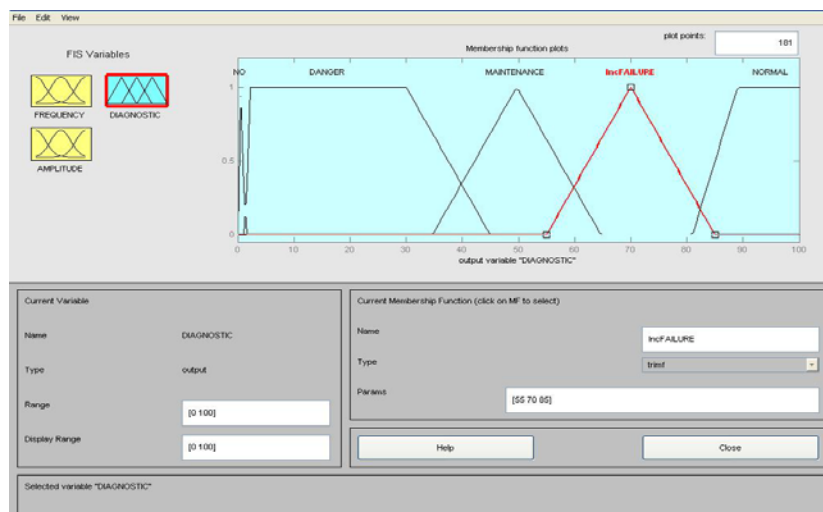 File Edit View
FIS Variables
FREQUENCY
DIAGNOSTIC
AMPLITUDE
plot points:
181
Membership function plots
NO
DANGER
MAINTENANCE
IncFAILURE
NORMAL
1
0.5
0
0 10 20 30 40 50 60 70 80 90 100
output variable "DIAGNOSTIC"
Current Variable
Name
DIAGNOSTIC
Type
output
Range
[0 100]
Display Range
[0 100]
Current Membership Function (click on MF to select)
Name
IncFAILURE
Type
trimf
Params
[55 70 85]
Help
Close
Selected variable "DIAGNOSTIC"